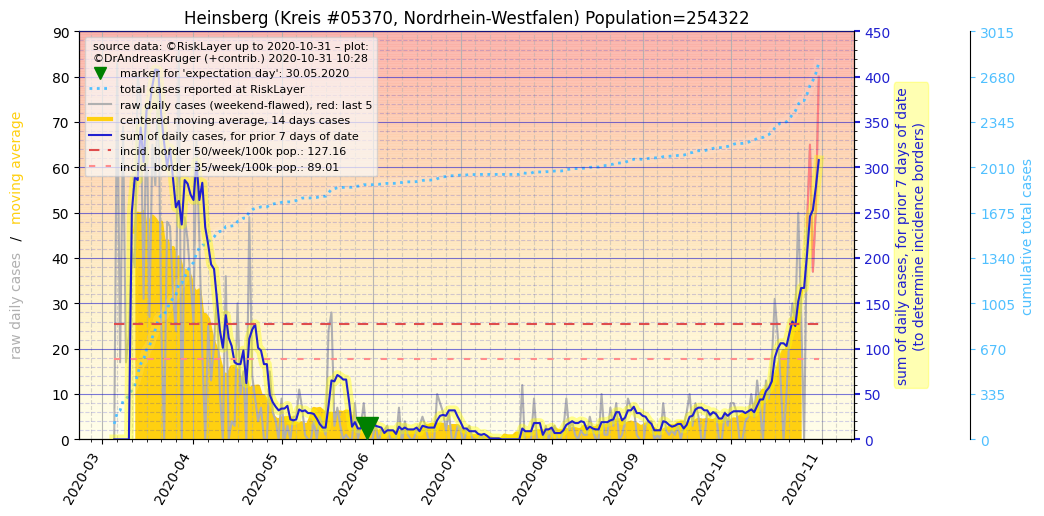 Heinsberg (Kreis #05370, Nordrhein-Westfalen) Population=254322
source data: ©RiskLayer up to 2020-10-31 – plot:
©DrAndreasKruger (+contrib.) 2020-10-31 10:28
marker for 'expectation day': 30.05.2020
total cases reported at RiskLayer
raw daily cases (weekend-flawed), red: last 5
centered moving average, 14 days cases
sum of daily cases, for prior 7 days of date
incid. border 50/week/100k pop.: 127.16
incid. border 35/week/100k pop.: 89.01
raw daily cases / moving average
90
80
70
60
50
40
30
20
10
0
2020-03
2020-04
2020-05
2020-06
2020-07
2020-08
2020-09
2020-10
2020-11
450
400
350
300
250
200
150
100
50
0
sum of daily cases, for prior 7 days of date
(to determine incidence borders)
3015
2680
2345
2010
1675
1340
1005
670
335
0
cumulative total cases